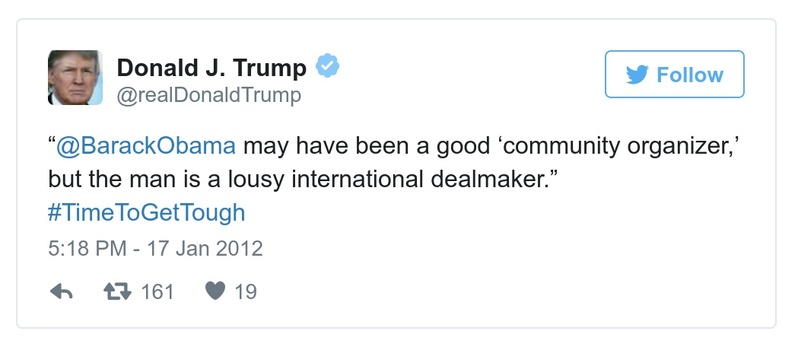 Donald J. Trump
Follow
@realDonaldTrump
“@BarackObama may have been a good ‘community organizer,’
but the man is a lousy international dealmaker.”
#TimeToGetTough
5:18 PM - 17 Jan 2012
161 19